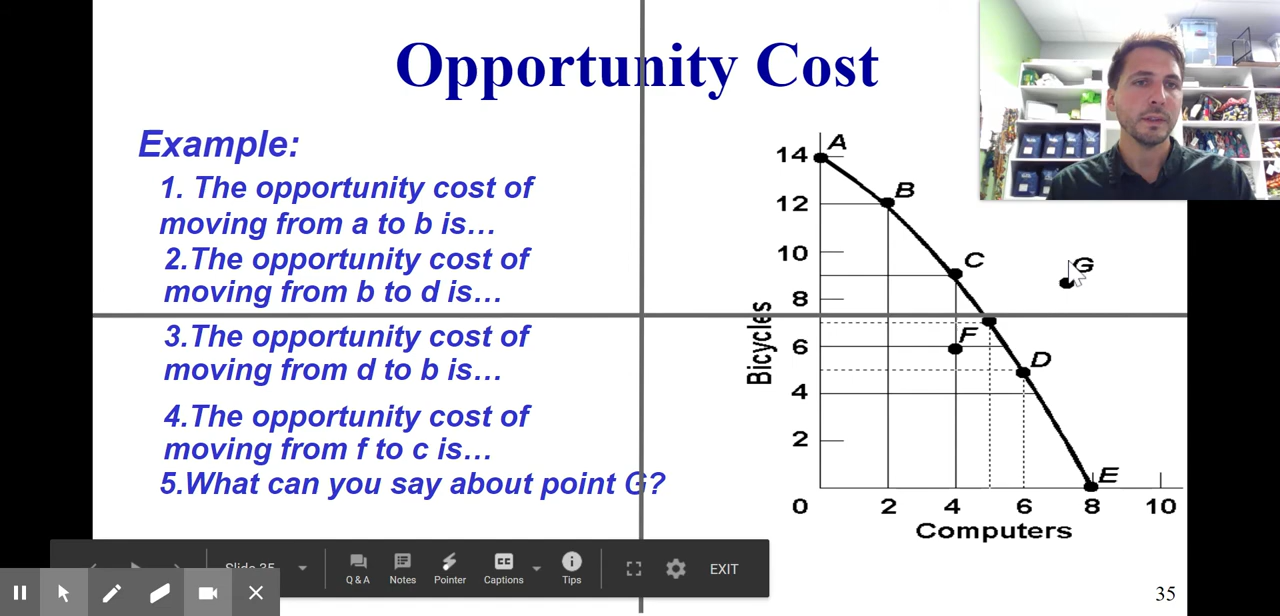 Opportunity Cost
Example:
1. The opportunity cost of
moving from a to b is...
2.The opportunity cost of
moving from b to d is...
3.The opportunity cost of
moving from d to b is...
4.The opportunity cost of
moving from f to c is...
5.What can you say about point G?
A
14
B
12
C
10
G
8
F
6
D
4
2
E
0 2 4 6 8 10
Bicycles
Computers
35
Slide 35
Q & A
Notes
Pointer
CC
Captions
Tips
EXIT